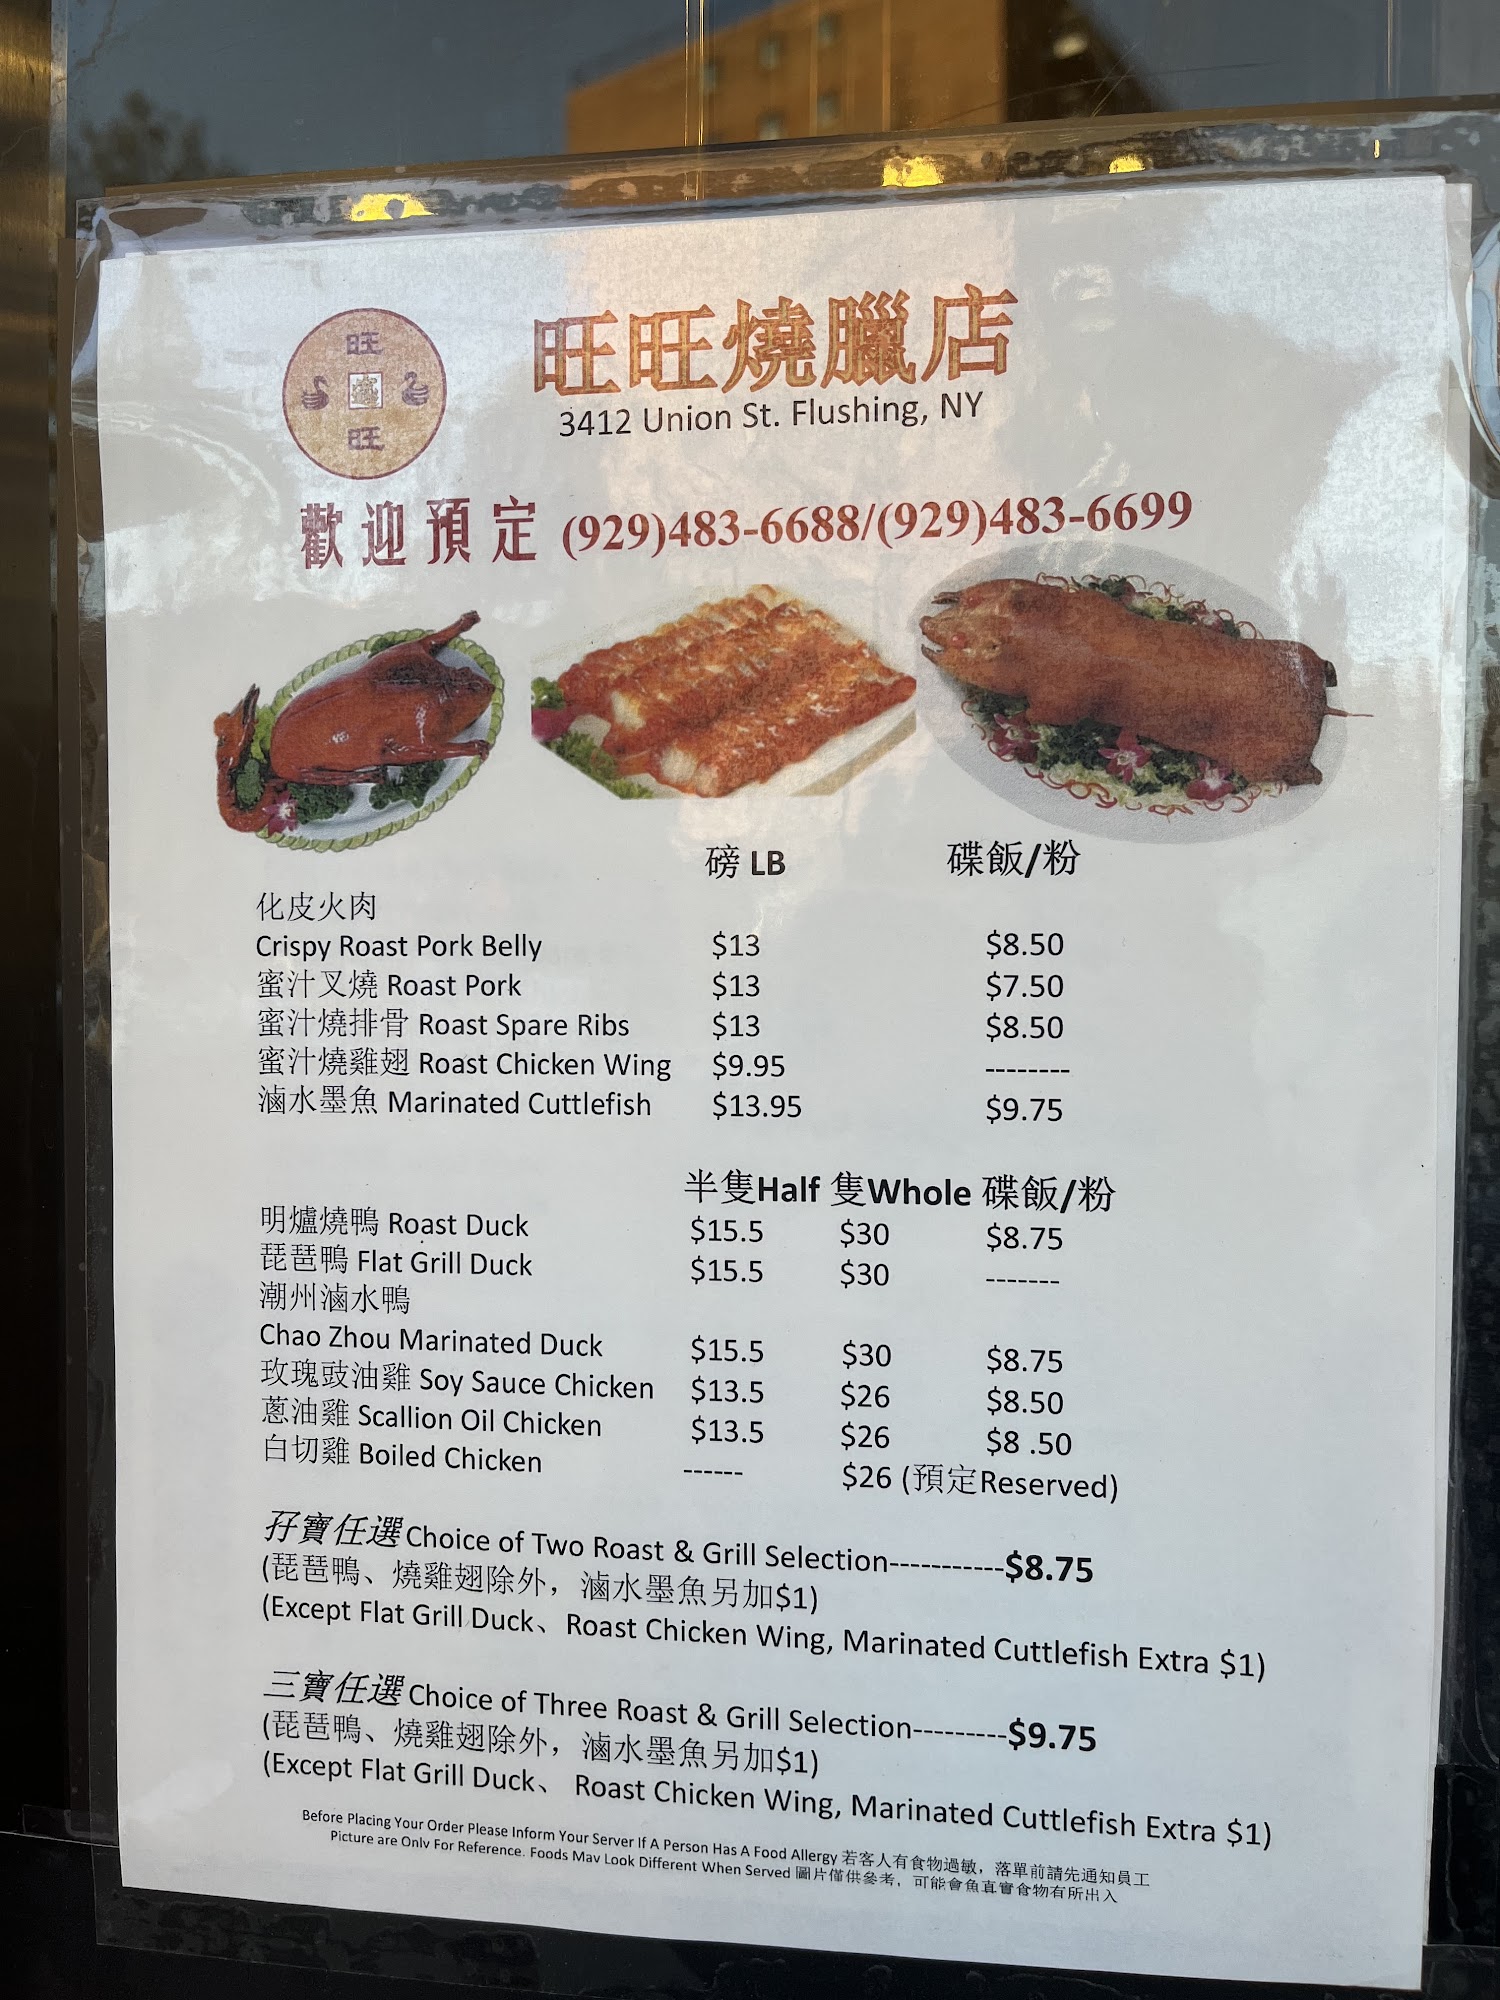 旺
旺
旺旺燒臘店
3412 Union St. Flushing, NY
歡迎預定 (929)483-6688/(929)483-6699
磅 LB 碟飯/粉
化皮火肉
Crispy Roast Pork Belly $13 $8.50
蜜汁叉燒 Roast Pork $13 $7.50
蜜汁燒排骨 Roast Spare Ribs $13 $8.50
蜜汁燒雞翅 Roast Chicken Wing $9.95 --------
滷水墨魚 Marinated Cuttlefish $13.95 $9.75
半隻Half 隻Whole 碟飯/粉
明爐燒鴨 Roast Duck $15.5 $30 $8.75
琵琶鴨 Flat Grill Duck $15.5 $30 -------
潮州滷水鴨
Chao Zhou Marinated Duck $15.5 $30 $8.75
玫瑰豉油雞 Soy Sauce Chicken $13.5 $26 $8.50
蔥油雞 Scallion Oil Chicken $13.5 $26 $8 .50
白切雞 Boiled Chicken ------ $26 (預定Reserved)
孖寶任選 Choice of Two Roast & Grill Selection-----------$8.75
(琵琶鴨、燒雞翅除外，滷水墨魚另加$1)
(Except Flat Grill Duck、Roast Chicken Wing, Marinated Cuttlefish Extra $1)
三寶任選 Choice of Three Roast & Grill Selection---------$9.75
(琵琶鴨、燒雞翅除外，滷水墨魚另加$1)
(Except Flat Grill Duck、 Roast Chicken Wing, Marinated Cuttlefish Extra $1)
Before Placing Your Order Please Inform Your Server If A Person Has A Food Allergy 若客人有食物過敏，落單前請先通知員工
Picture are Only For Reference. Foods May Look Different When Served 圖片僅供參考，可能會魚真實食物有所出入